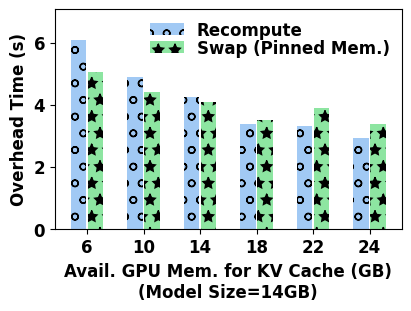 Recompute
Swap (Pinned Mem.)
Overhead Time (s)
6
4
2
0
6 10 14 18 22 24
Avail. GPU Mem. for KV Cache (GB)
(Model Size=14GB)